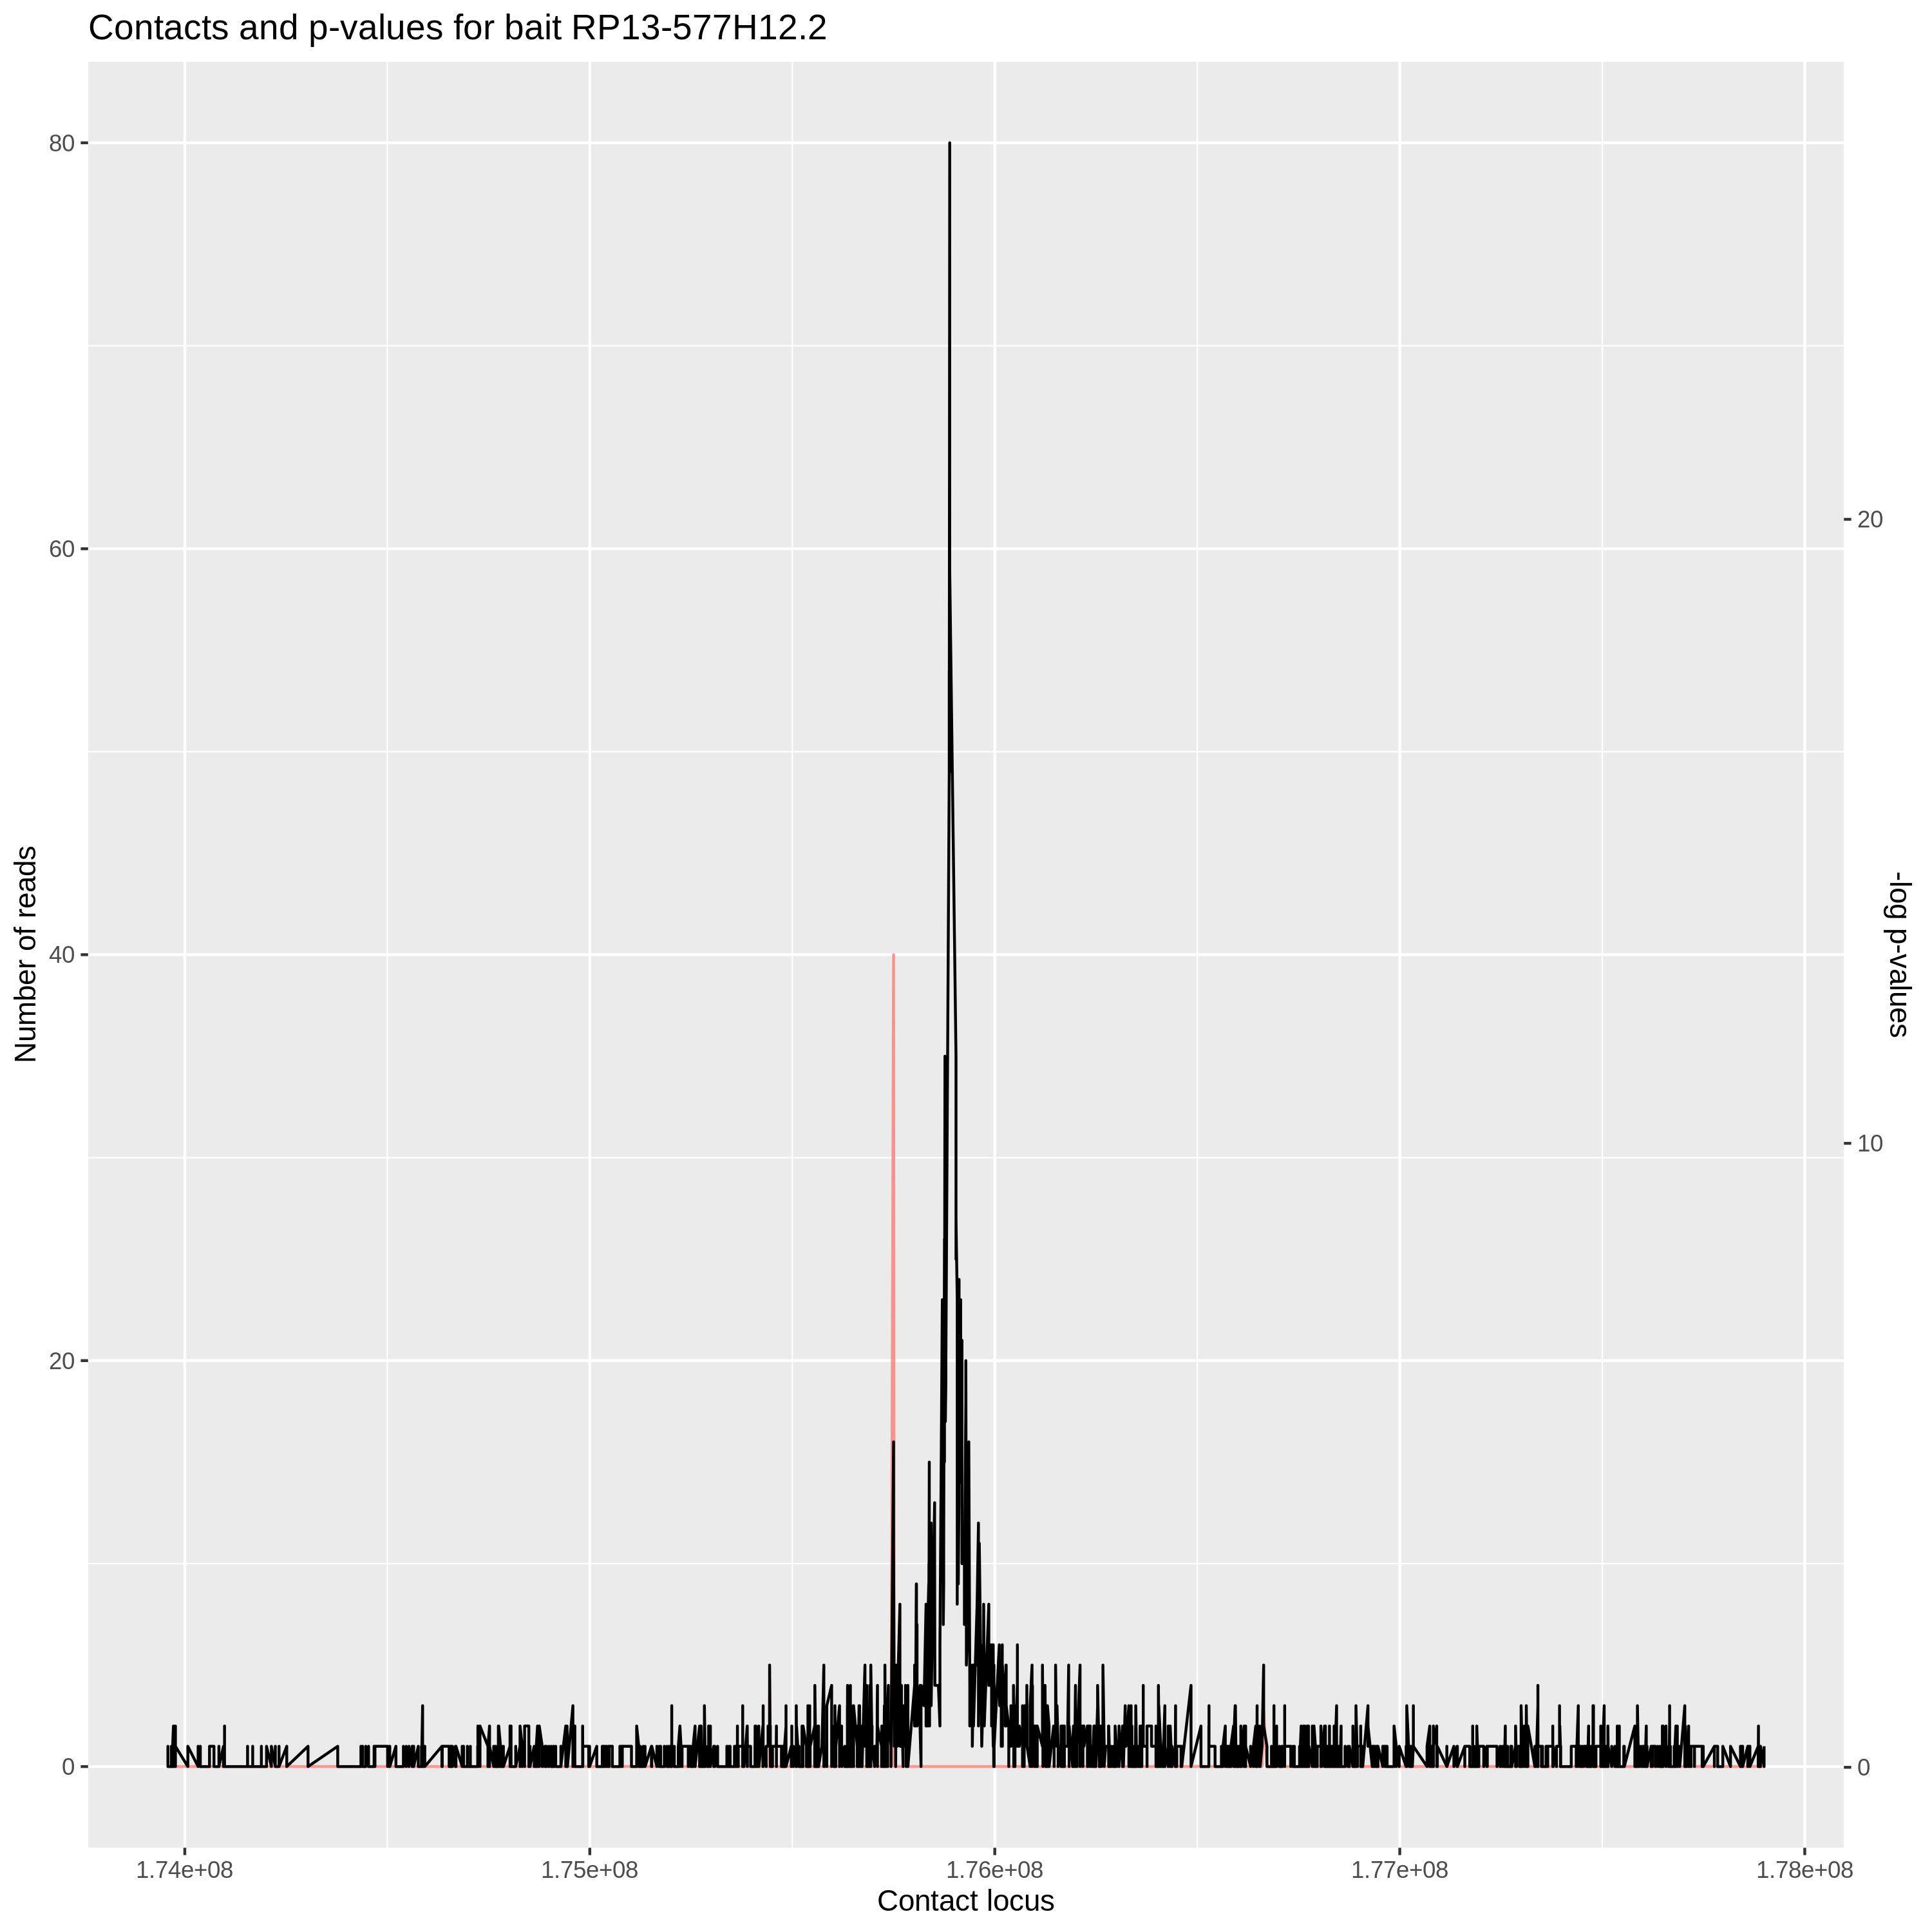 Contacts and p-values for bait RP13-577H12.2
80
60
40
20
0
Number of reads
20
10
0
-log p-values
1.74e+08
1.75e+08
1.76e+08
1.77e+08
1.78e+08
Contact locus